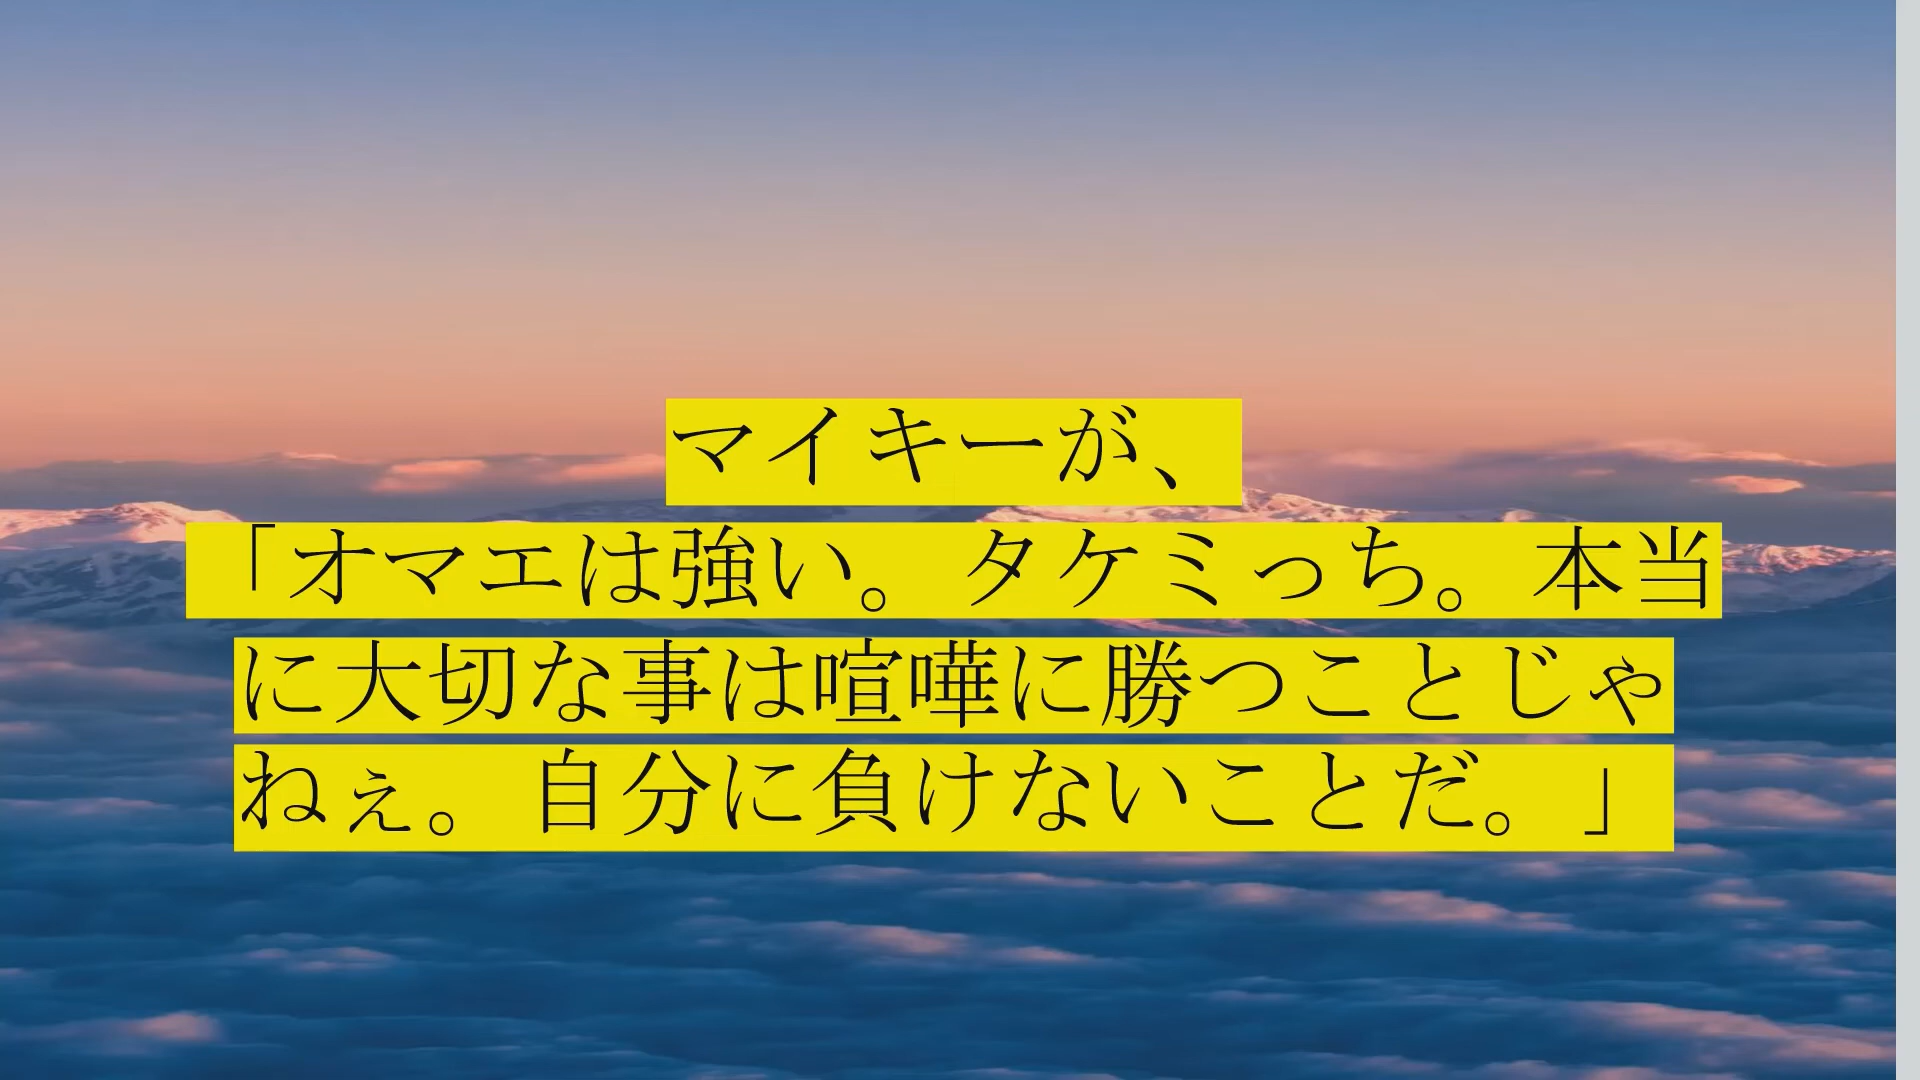 マイキーが、
「オマエは強い。タケミっち。本当
に大切な事は喧嘩に勝つことじゃ
ねぇ。自分に負けないことだ。」